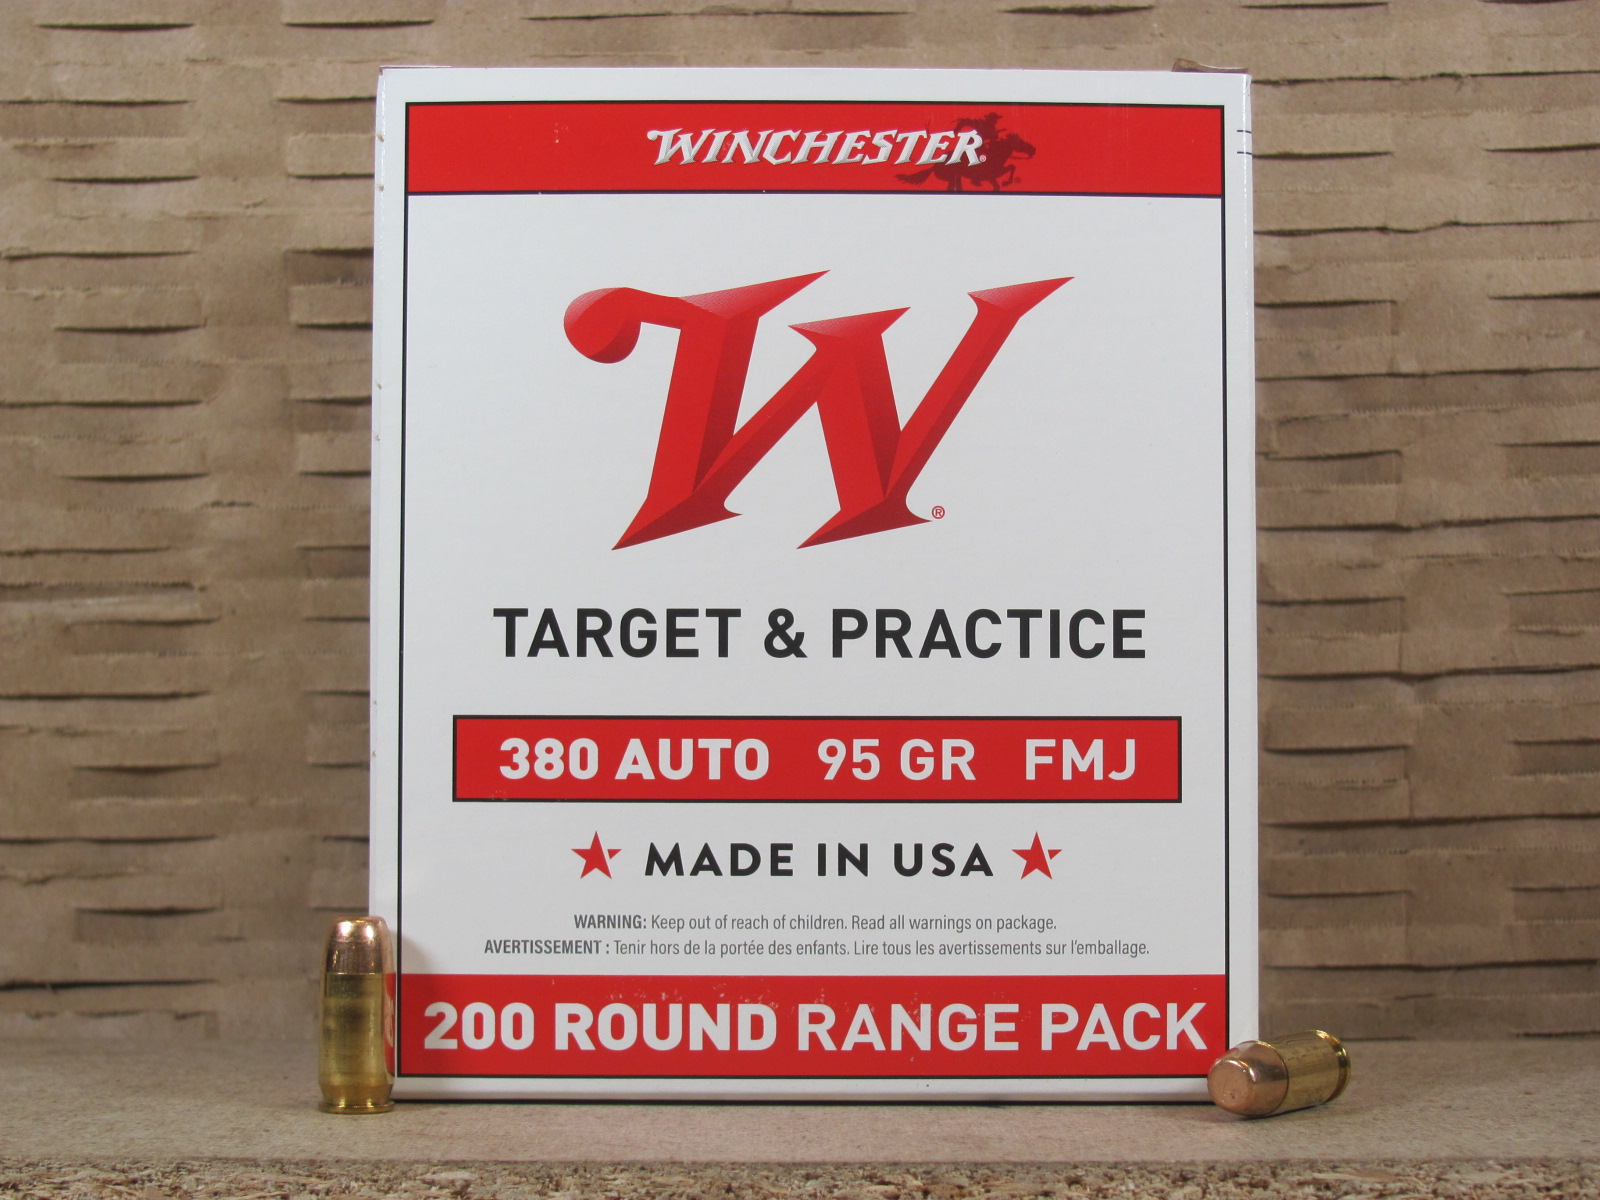 WINCHESTER®
W®
TARGET & PRACTICE
380 AUTO 95 GR FMJ
MADE IN USA
WARNING: Keep out of reach of children. Read all warnings on package.
AVERTISSEMENT : Tenir hors de la portée des enfants. Lire tous les avertissements sur l'emballage.
200 ROUND RANGE PACK